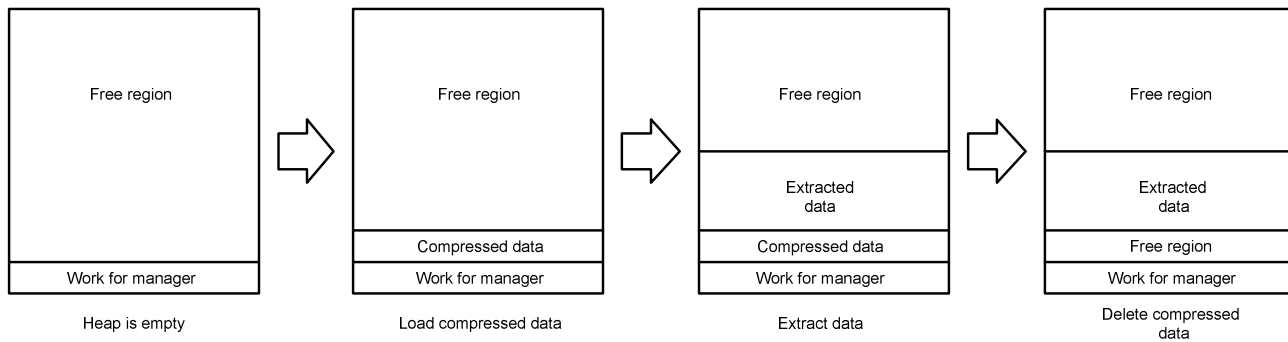 Free region
Work for manager
Heap is empty
Free region
Compressed data
Work for manager
Load compressed data
Free region
Extracted
data
Compressed data
Work for manager
Extract data
Free region
Extracted
data
Free region
Work for manager
Delete compressed
data